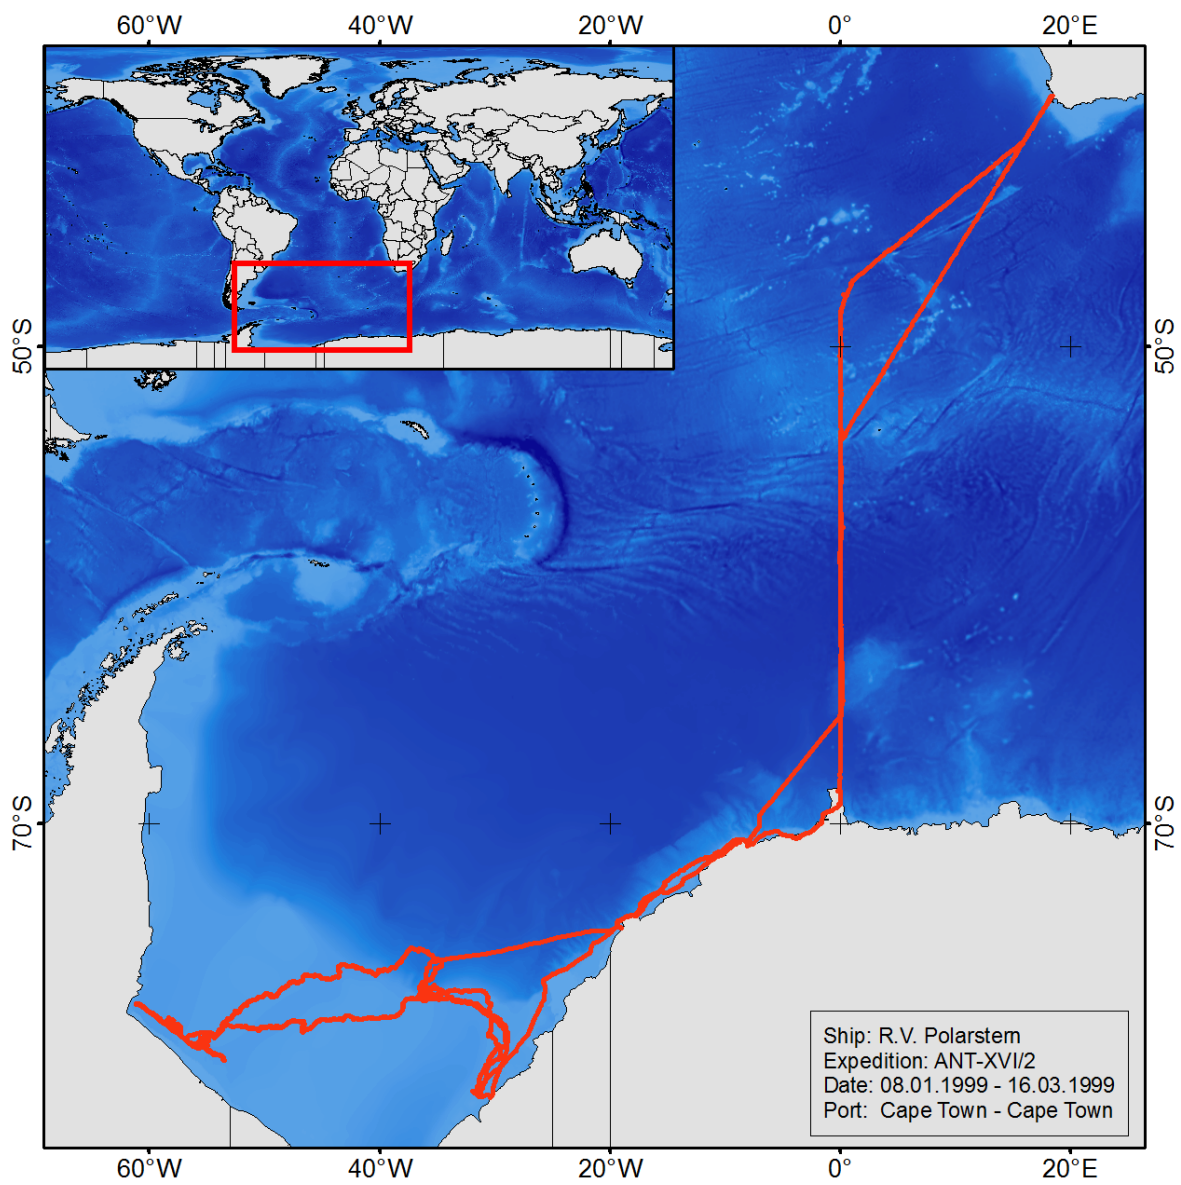 60°W 40°W 20°W 0° 20°E
50°S 50°S
70°S 70°S
Ship: R.V. Polarstern
Expedition: ANT-XVI/2
Date: 08.01.1999 - 16.03.1999
Port: Cape Town - Cape Town
60°W 40°W 20°W 0° 20°E